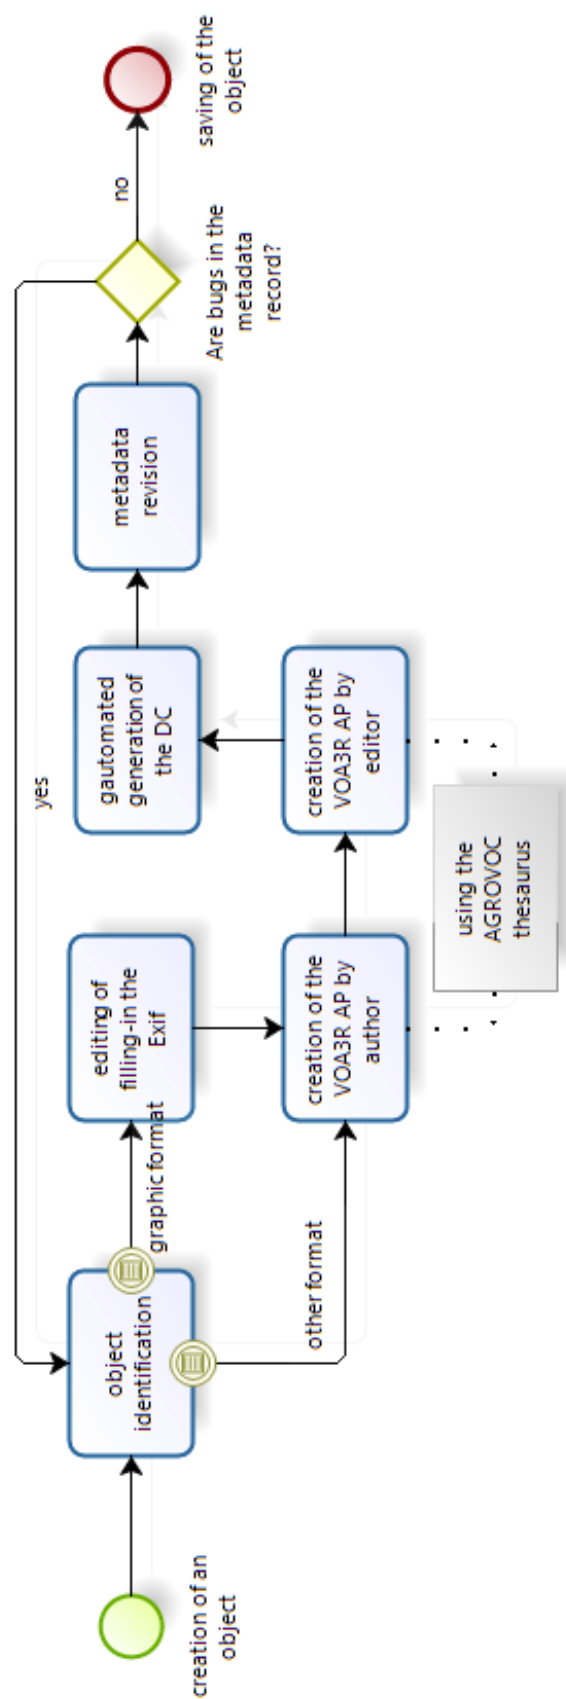 creation of an
object
object
identification
graphic format
other format
editing of
filling-in the
Exif
creation of the
VOA3R AP by
author
using the
AGROVOC
thesaurus
creation of the
VOA3R AP by
editor
gautomated
generation of
the DC
yes
metadata
revision
Are bugs in the
metadata
record?
no
saving of the
object